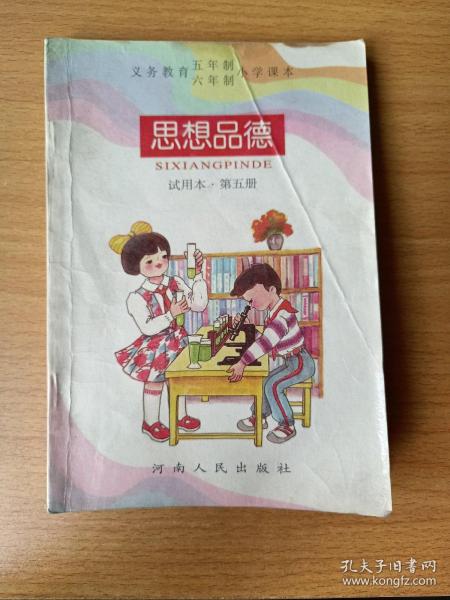 义务教育五年制小学课本
六年制
思想品德
SIXIANGPINDE
试用本·第五册
河南人民出版社
孔夫子旧书网
www.kongfz.com